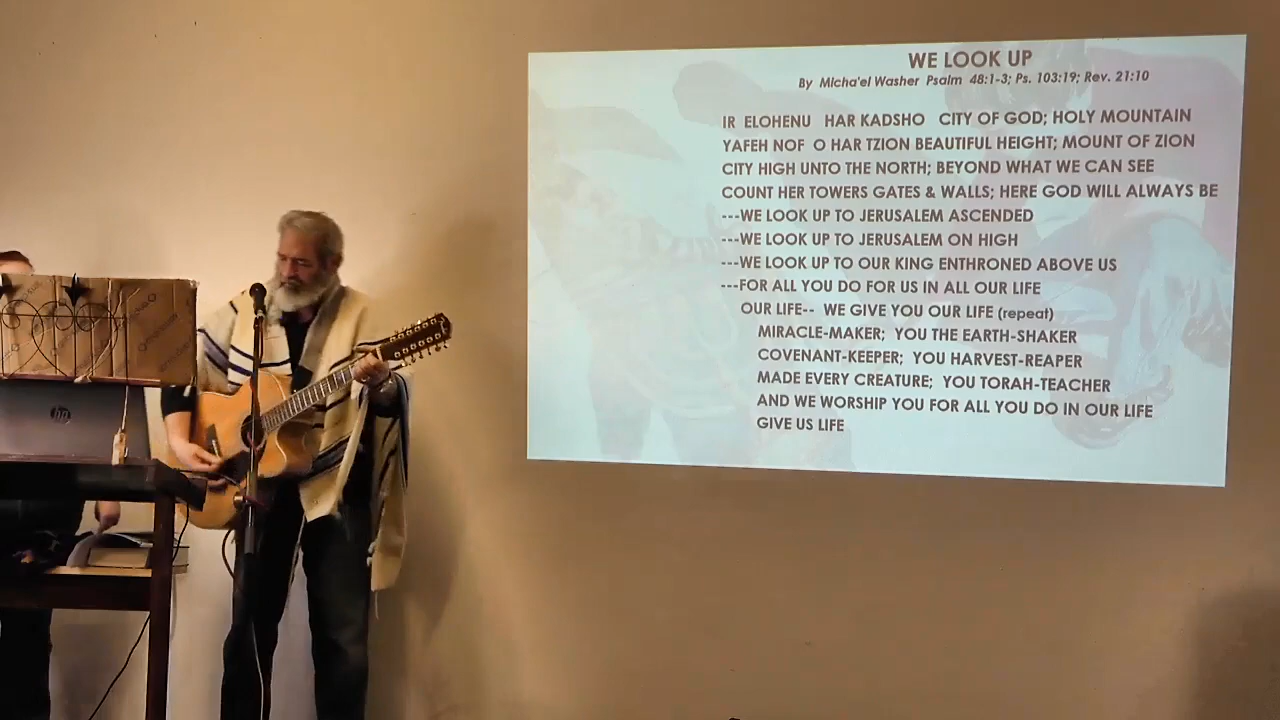 WE LOOK UP
By Micha'el Washer Psalm 48:1-3; Ps. 103:19; Rev. 21:10
IR ELOHENU HAR KADSHO CITY OF GOD; HOLY MOUNTAIN
YAFEH NOF O HAR TZION BEAUTIFUL HEIGHT; MOUNT OF ZION
CITY HIGH UNTO THE NORTH; BEYOND WHAT WE CAN SEE
COUNT HER TOWERS GATES & WALLS; HERE GOD WILL ALWAYS BE
---WE LOOK UP TO JERUSALEM ASCENDED
---WE LOOK UP TO JERUSALEM ON HIGH
---WE LOOK UP TO OUR KING ENTHRONED ABOVE US
---FOR ALL YOU DO FOR US IN ALL OUR LIFE
OUR LIFE-- WE GIVE YOU OUR LIFE (repeat)
MIRACLE-MAKER; YOU THE EARTH-SHAKER
COVENANT-KEEPER; YOU HARVEST-REAPER
MADE EVERY CREATURE; YOU TORAH-TEACHER
AND WE WORSHIP YOU FOR ALL YOU DO IN OUR LIFE
GIVE US LIFE
hp